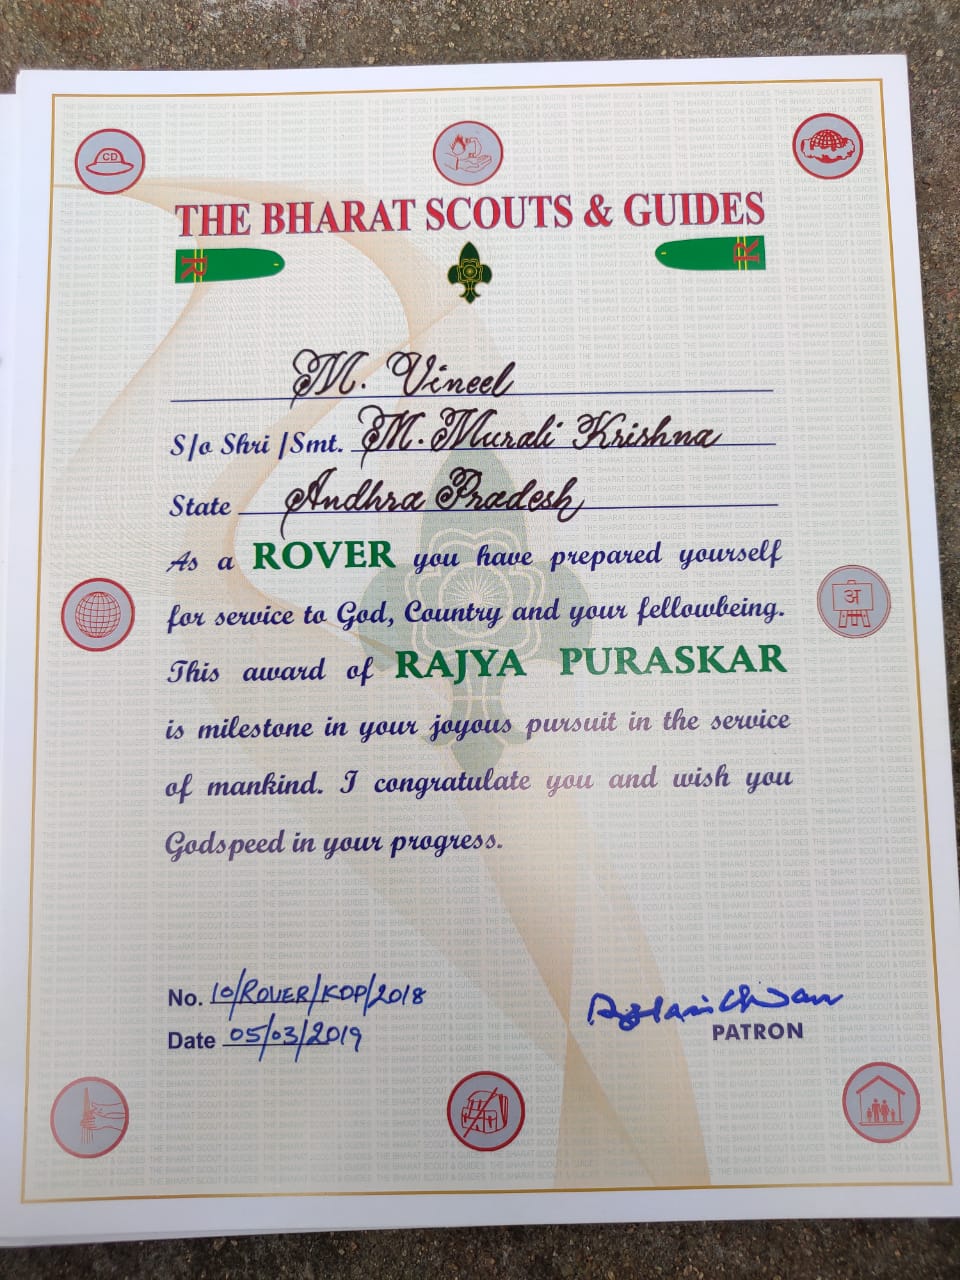 CD
THE BHARAT SCOUTS & GUIDES
R R
M. Vineel
S/o Shri /Smt. M. Murali Krishna
State Andhra Pradesh
As a ROVER you have prepared yourself
for service to God, Country and your fellowbeing.
अ
This award of RAJYA PURASKAR
is milestone in your joyous pursuit in the service
of mankind. I congratulate you and wish you
Godspeed in your progress.
No. 10/ROVER/KDP/2018
Date 05/03/2019
PATRON